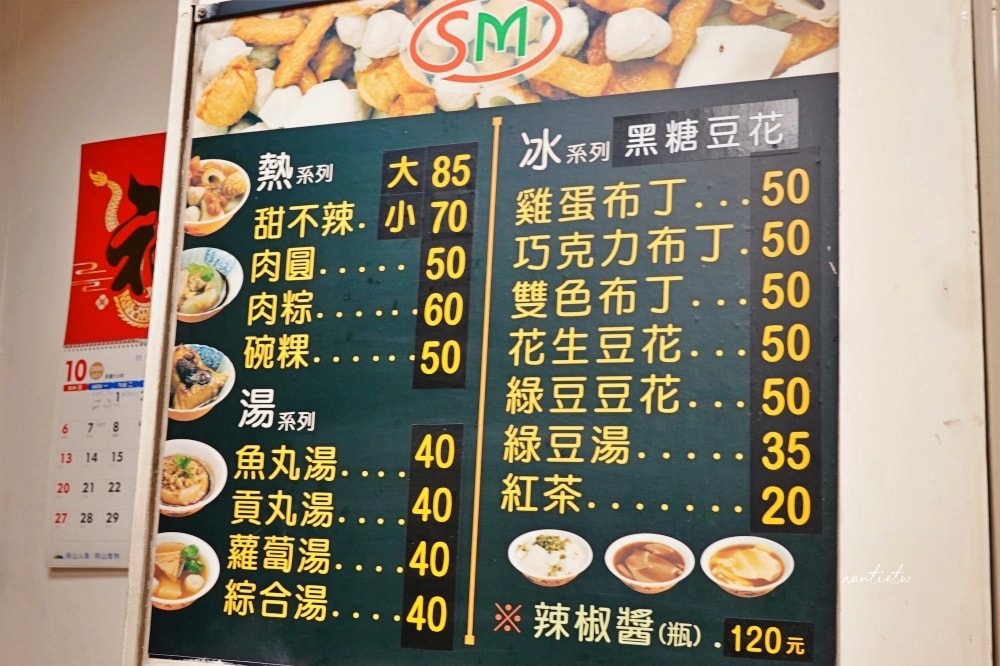 SM
熱系列
甜不辣. 大 85
小 70
肉圓..... 50
肉粽...... 60
碗粿...... 50
湯系列
魚丸湯.... 40
貢丸湯.... 40
蘿蔔湯.... 40
綜合湯.... 40
冰系列 黑糖豆花
雞蛋布丁 50
巧克力布丁. 50
雙色布丁... 50
花生豆花... 50
綠豆豆花... 50
綠豆湯..... 35
紅茶....... 20
※辣椒醬(瓶) .120元
10
1
6 7 8
13 14 15
20 21 22
27 28 29